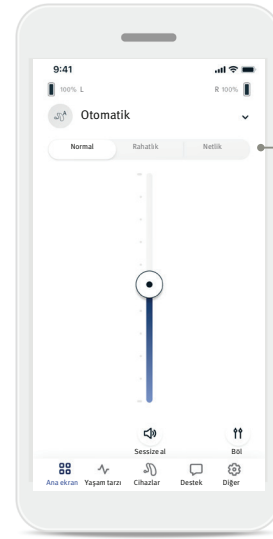 9:41
100% L
R 100%
A
Otomatik
Normal
Rahatlık
Netlik
Sessize al
Böl
Ana ekran
Yaşam tarzı
Cihazlar
Destek
Diğer